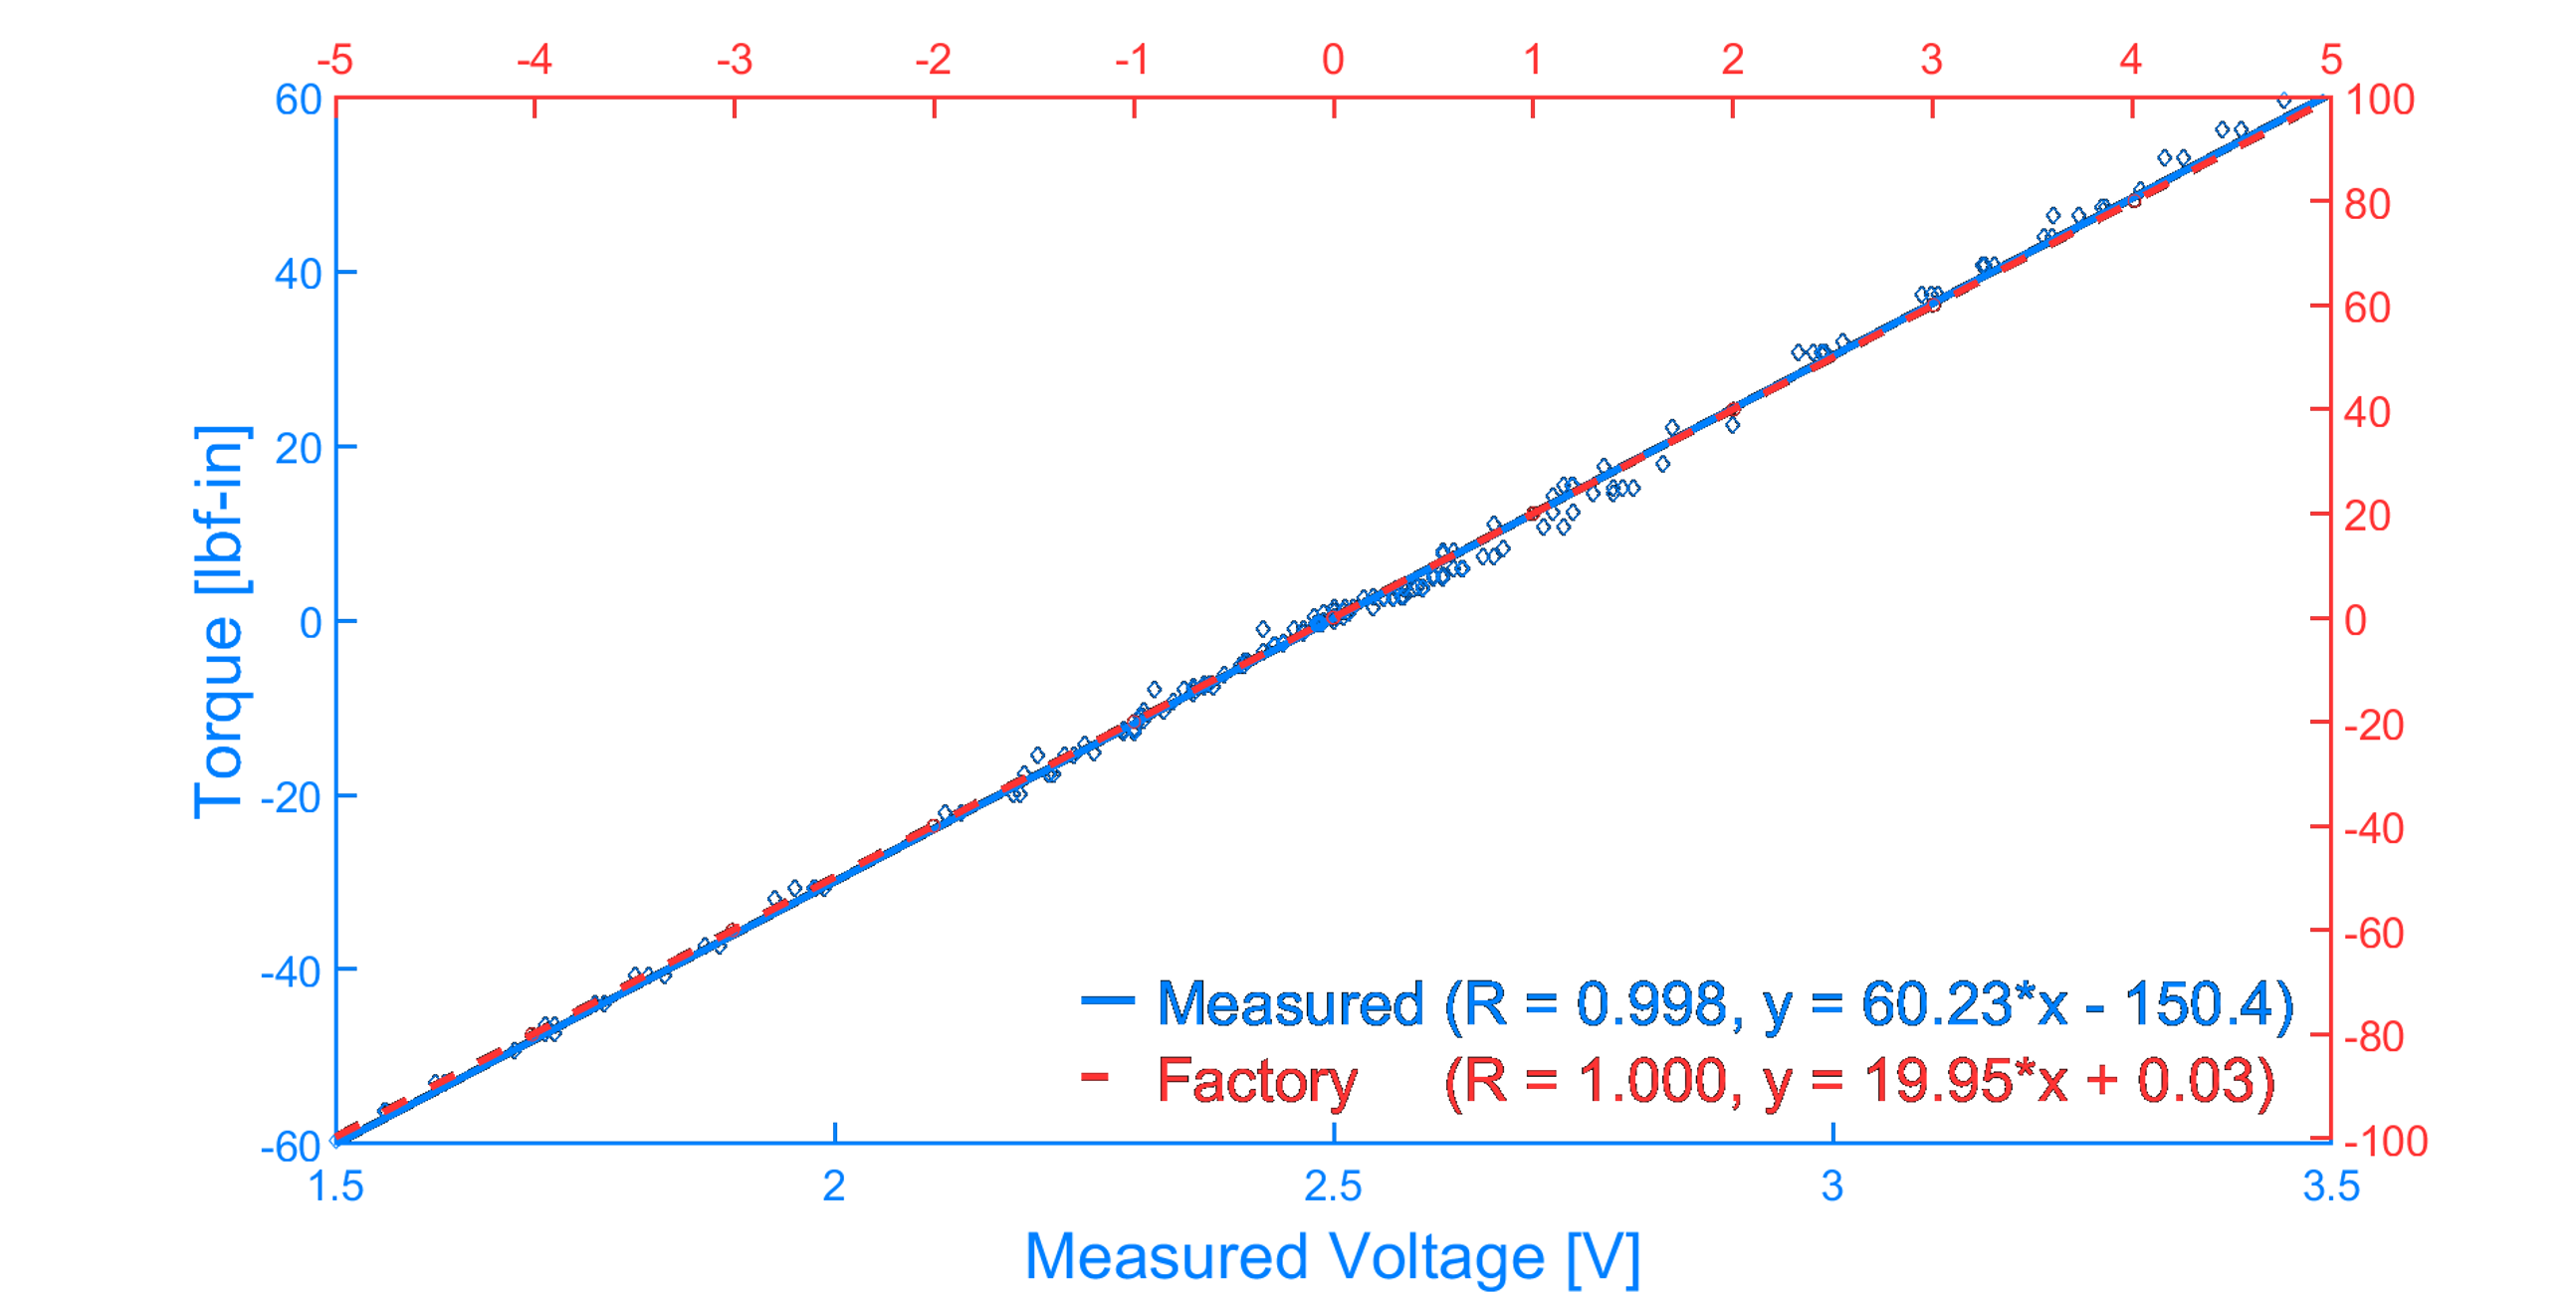 -5 -4 -3 -2 -1 0 1 2 3 4 5
60 100
80
40
60
40
20
20
0 0
-20
-20
-40
-40
-60
-80
-60 -100
Torque [lbf-in]
Measured (R = 0.998, y = 60.23*x - 150.4)
Factory (R = 1.000, y = 19.95*x + 0.03)
1.5 2 2.5 3 3.5
Measured Voltage [V]